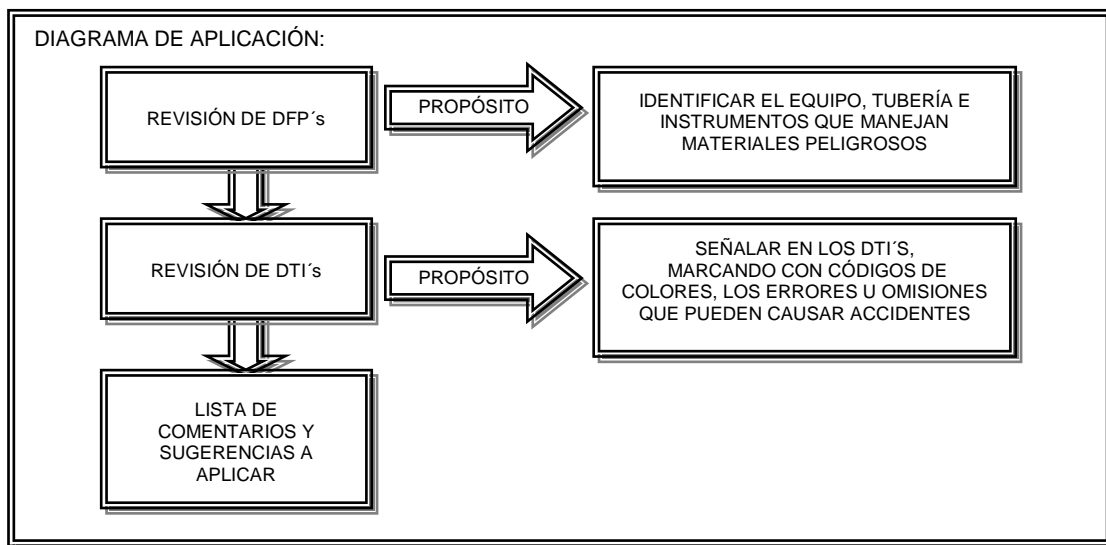 DIAGRAMA DE APLICACIÓN:
REVISIÓN DE DFP´s
PROPÓSITO
IDENTIFICAR EL EQUIPO, TUBERÍA E
INSTRUMENTOS QUE MANEJAN
MATERIALES PELIGROSOS
REVISIÓN DE DTI´s
PROPÓSITO
SEÑALAR EN LOS DTI´S,
MARCANDO CON CÓDIGOS DE
COLORES, LOS ERRORES U OMISIONES
QUE PUEDEN CAUSAR ACCIDENTES
LISTA DE
COMENTARIOS Y
SUGERENCIAS A
APLICAR